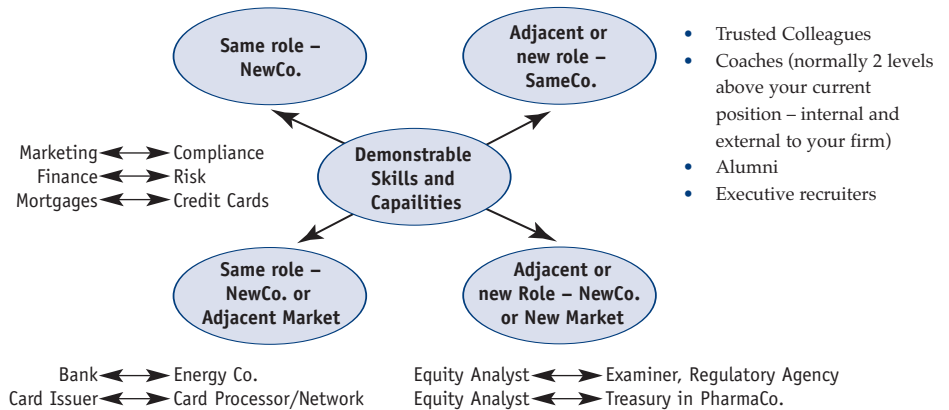 Same role –
NewCo.
Adjacent or
new role –
SameCo.
• Trusted Colleagues
• Coaches (normally 2 levels
above your current
position – internal and
external to your firm)
• Alumni
• Executive recruiters
Marketing Compliance
Finance Risk
Mortgages Credit Cards
Demonstrable
Skills and
Capailities
Same role –
NewCo. or
Adjacent Market
Adjacent or
new Role – NewCo.
or New Market
Bank Energy Co.
Card Issuer Card Processor/Network
Equity Analyst Examiner, Regulatory Agency
Equity Analyst Treasury in PharmaCo.